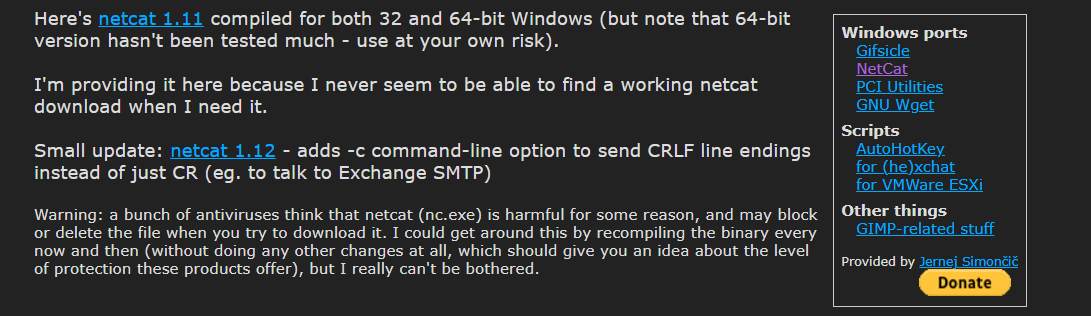 Here's netcat 1.11 compiled for both 32 and 64-bit Windows (but note that 64-bit
version hasn't been tested much - use at your own risk).
I'm providing it here because I never seem to be able to find a working netcat
download when I need it.
Small update: netcat 1.12 - adds -c command-line option to send CRLF line endings
instead of just CR (eg. to talk to Exchange SMTP)
Warning: a bunch of antiviruses think that netcat (nc.exe) is harmful for some reason, and may block
or delete the file when you try to download it. I could get around this by recompiling the binary every
now and then (without doing any other changes at all, which should give you an idea about the level
of protection these products offer), but I really can't be bothered.
Windows ports
Gifsicle
NetCat
PCI Utilities
GNU Wget
Scripts
AutoHotKey
for (he)xchat
for VMWare ESXi
Other things
GIMP-related stuff
Provided by Jernej Simončič
Donate